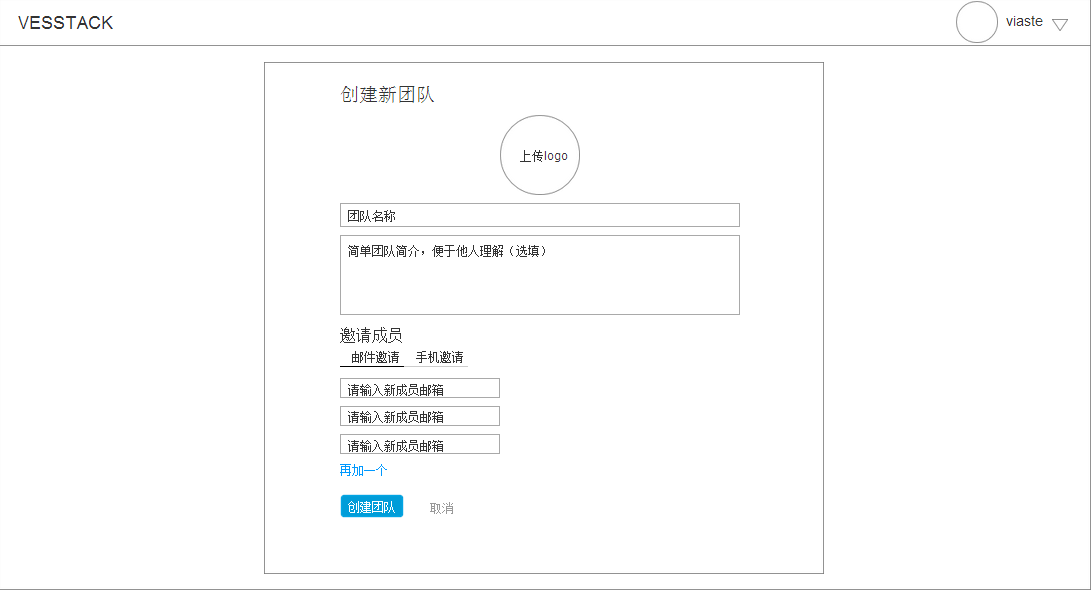 VESSTACK
viaste
创建新团队
上传logo
团队名称
简单团队简介，便于他人理解（选填）
邀请成员
邮件邀请 手机邀请
请输入新成员邮箱
请输入新成员邮箱
请输入新成员邮箱
再加一个
创建团队 取消